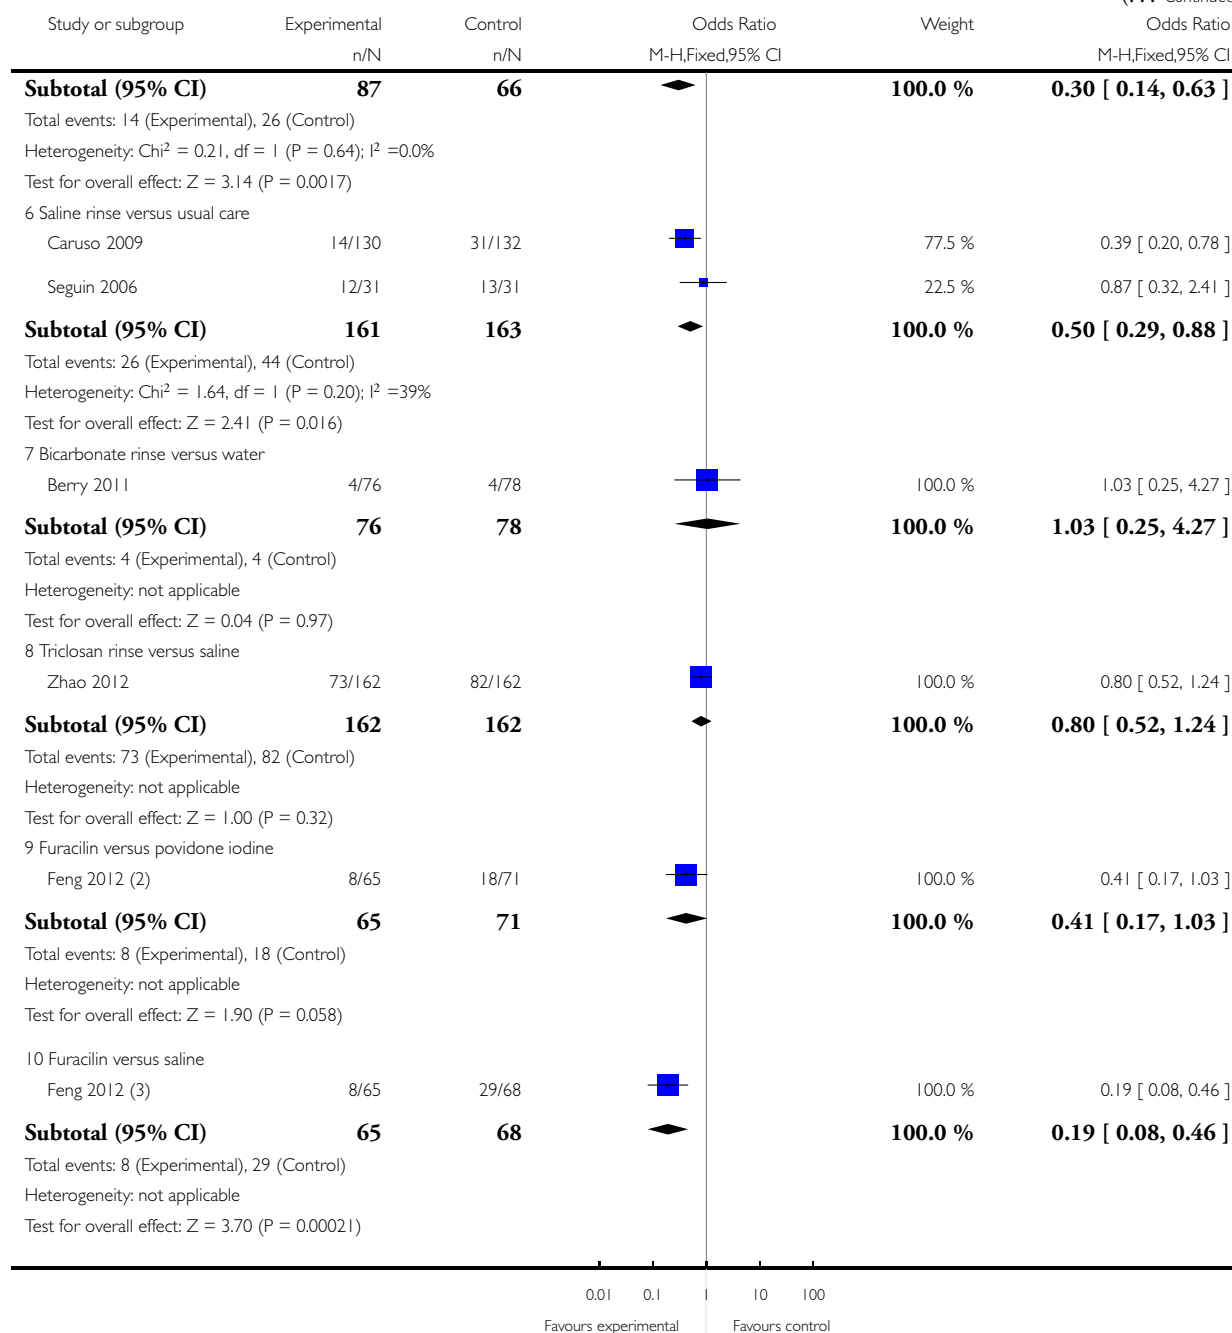 (... Continued
Study or subgroup Experimental Control Odds Ratio Weight Odds Ratio
n/N n/N M-H,Fixed,95% CI M-H,Fixed,95% CI
Subtotal (95% CI) 87 66 100.0 % 0.30 [ 0.14, 0.63 ]
Total events: 14 (Experimental), 26 (Control)
Heterogeneity: Chi² = 0.21, df = 1 (P = 0.64); I² =0.0%
Test for overall effect: Z = 3.14 (P = 0.0017)
6 Saline rinse versus usual care
Caruso 2009 14/130 31/132 77.5 % 0.39 [ 0.20, 0.78 ]
Seguin 2006 12/31 13/31 22.5 % 0.87 [ 0.32, 2.41 ]
Subtotal (95% CI) 161 163 100.0 % 0.50 [ 0.29, 0.88 ]
Total events: 26 (Experimental), 44 (Control)
Heterogeneity: Chi² = 1.64, df = 1 (P = 0.20); I² =39%
Test for overall effect: Z = 2.41 (P = 0.016)
7 Bicarbonate rinse versus water
Berry 2011 4/76 4/78 100.0 % 1.03 [ 0.25, 4.27 ]
Subtotal (95% CI) 76 78 100.0 % 1.03 [ 0.25, 4.27 ]
Total events: 4 (Experimental), 4 (Control)
Heterogeneity: not applicable
Test for overall effect: Z = 0.04 (P = 0.97)
8 Triclosan rinse versus saline
Zhao 2012 73/162 82/162 100.0 % 0.80 [ 0.52, 1.24 ]
Subtotal (95% CI) 162 162 100.0 % 0.80 [ 0.52, 1.24 ]
Total events: 73 (Experimental), 82 (Control)
Heterogeneity: not applicable
Test for overall effect: Z = 1.00 (P = 0.32)
9 Furacilin versus povidone iodine
Feng 2012 (2) 8/65 18/71 100.0 % 0.41 [ 0.17, 1.03 ]
Subtotal (95% CI) 65 71 100.0 % 0.41 [ 0.17, 1.03 ]
Total events: 8 (Experimental), 18 (Control)
Heterogeneity: not applicable
Test for overall effect: Z = 1.90 (P = 0.058)
10 Furacilin versus saline
Feng 2012 (3) 8/65 29/68 100.0 % 0.19 [ 0.08, 0.46 ]
Subtotal (95% CI) 65 68 100.0 % 0.19 [ 0.08, 0.46 ]
Total events: 8 (Experimental), 29 (Control)
Heterogeneity: not applicable
Test for overall effect: Z = 3.70 (P = 0.00021)
0.01 0.1 1 10 100
Favours experimental Favours control